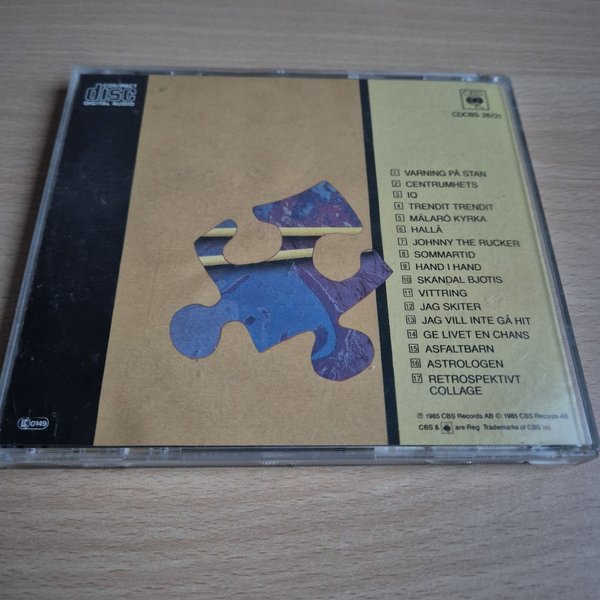 COMPACT
disc
DIGITAL AUDIO
CBS
CDCBS 26721
1 VARNING PÅ STAN
2 CENTRUMHETS
3 IQ
4 TRENDIT TRENDIT
5 MÄLARÖ KYRKA
6 HALLÅ
7 JOHNNY THE RUCKER
8 SOMMARTID
9 HAND I HAND
10 SKANDAL BJOTIS
11 VITTRING
12 JAG SKITER
13 JAG VILL INTE GÅ HIT
14 GE LIVET EN CHANS
15 ASFALTBARN
16 ASTROLOGEN
17 RETROSPEKTIVT
COLLAGE
℗ 1985 CBS Records AB © 1985 CBS Records AB
CBS & are Reg. Trademarks of CBS Inc.
LC 0149